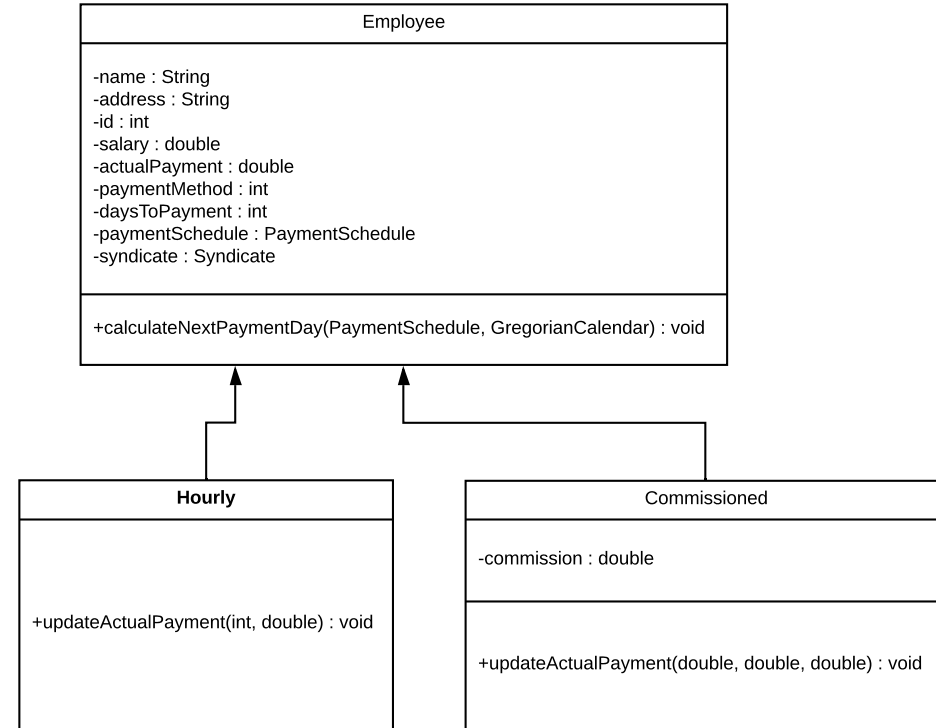 Employee
-name : String
-address : String
-id : int
-salary : double
-actualPayment : double
-paymentMethod : int
-daysToPayment : int
-paymentSchedule : PaymentSchedule
-syndicate : Syndicate
+calculateNextPaymentDay(PaymentSchedule, GregorianCalendar) : void
Hourly
+updateActualPayment(int, double) : void
Commissioned
-commission : double
+updateActualPayment(double, double, double) : void